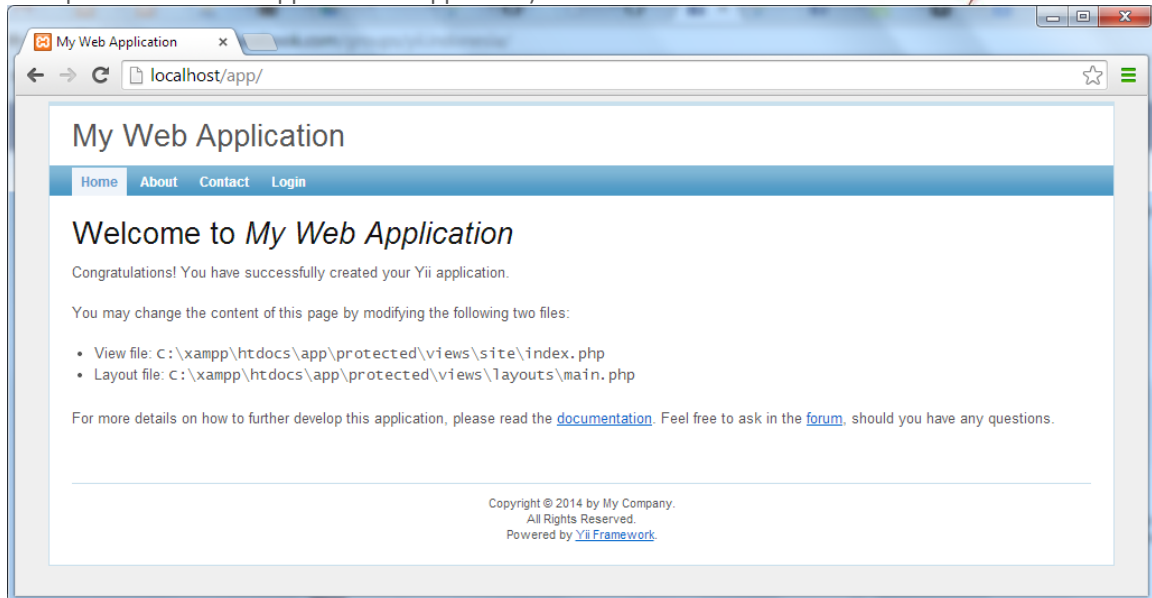 My Web Application
localhost/app/
My Web Application
Home About Contact Login
Welcome to My Web Application
Congratulations! You have successfully created your Yii application.
You may change the content of this page by modifying the following two files:
• View file: C:\xampp\htdocs\app\protected\views\site\index.php
• Layout file: C:\xampp\htdocs\app\protected\views\layouts\main.php
For more details on how to further develop this application, please read the documentation. Feel free to ask in the forum, should you have any questions.
Copyright © 2014 by My Company.
All Rights Reserved.
Powered by Yii Framework.